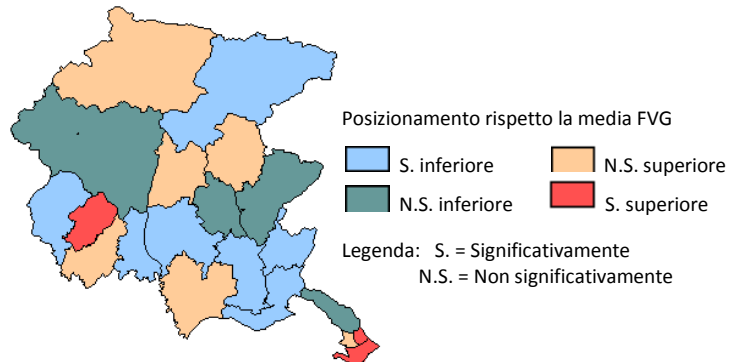 Posizionamento rispetto la media FVG
S. inferiore N.S. superiore
N.S. inferiore S. superiore
Legenda: S. = Significativamente
N.S. = Non significativamente